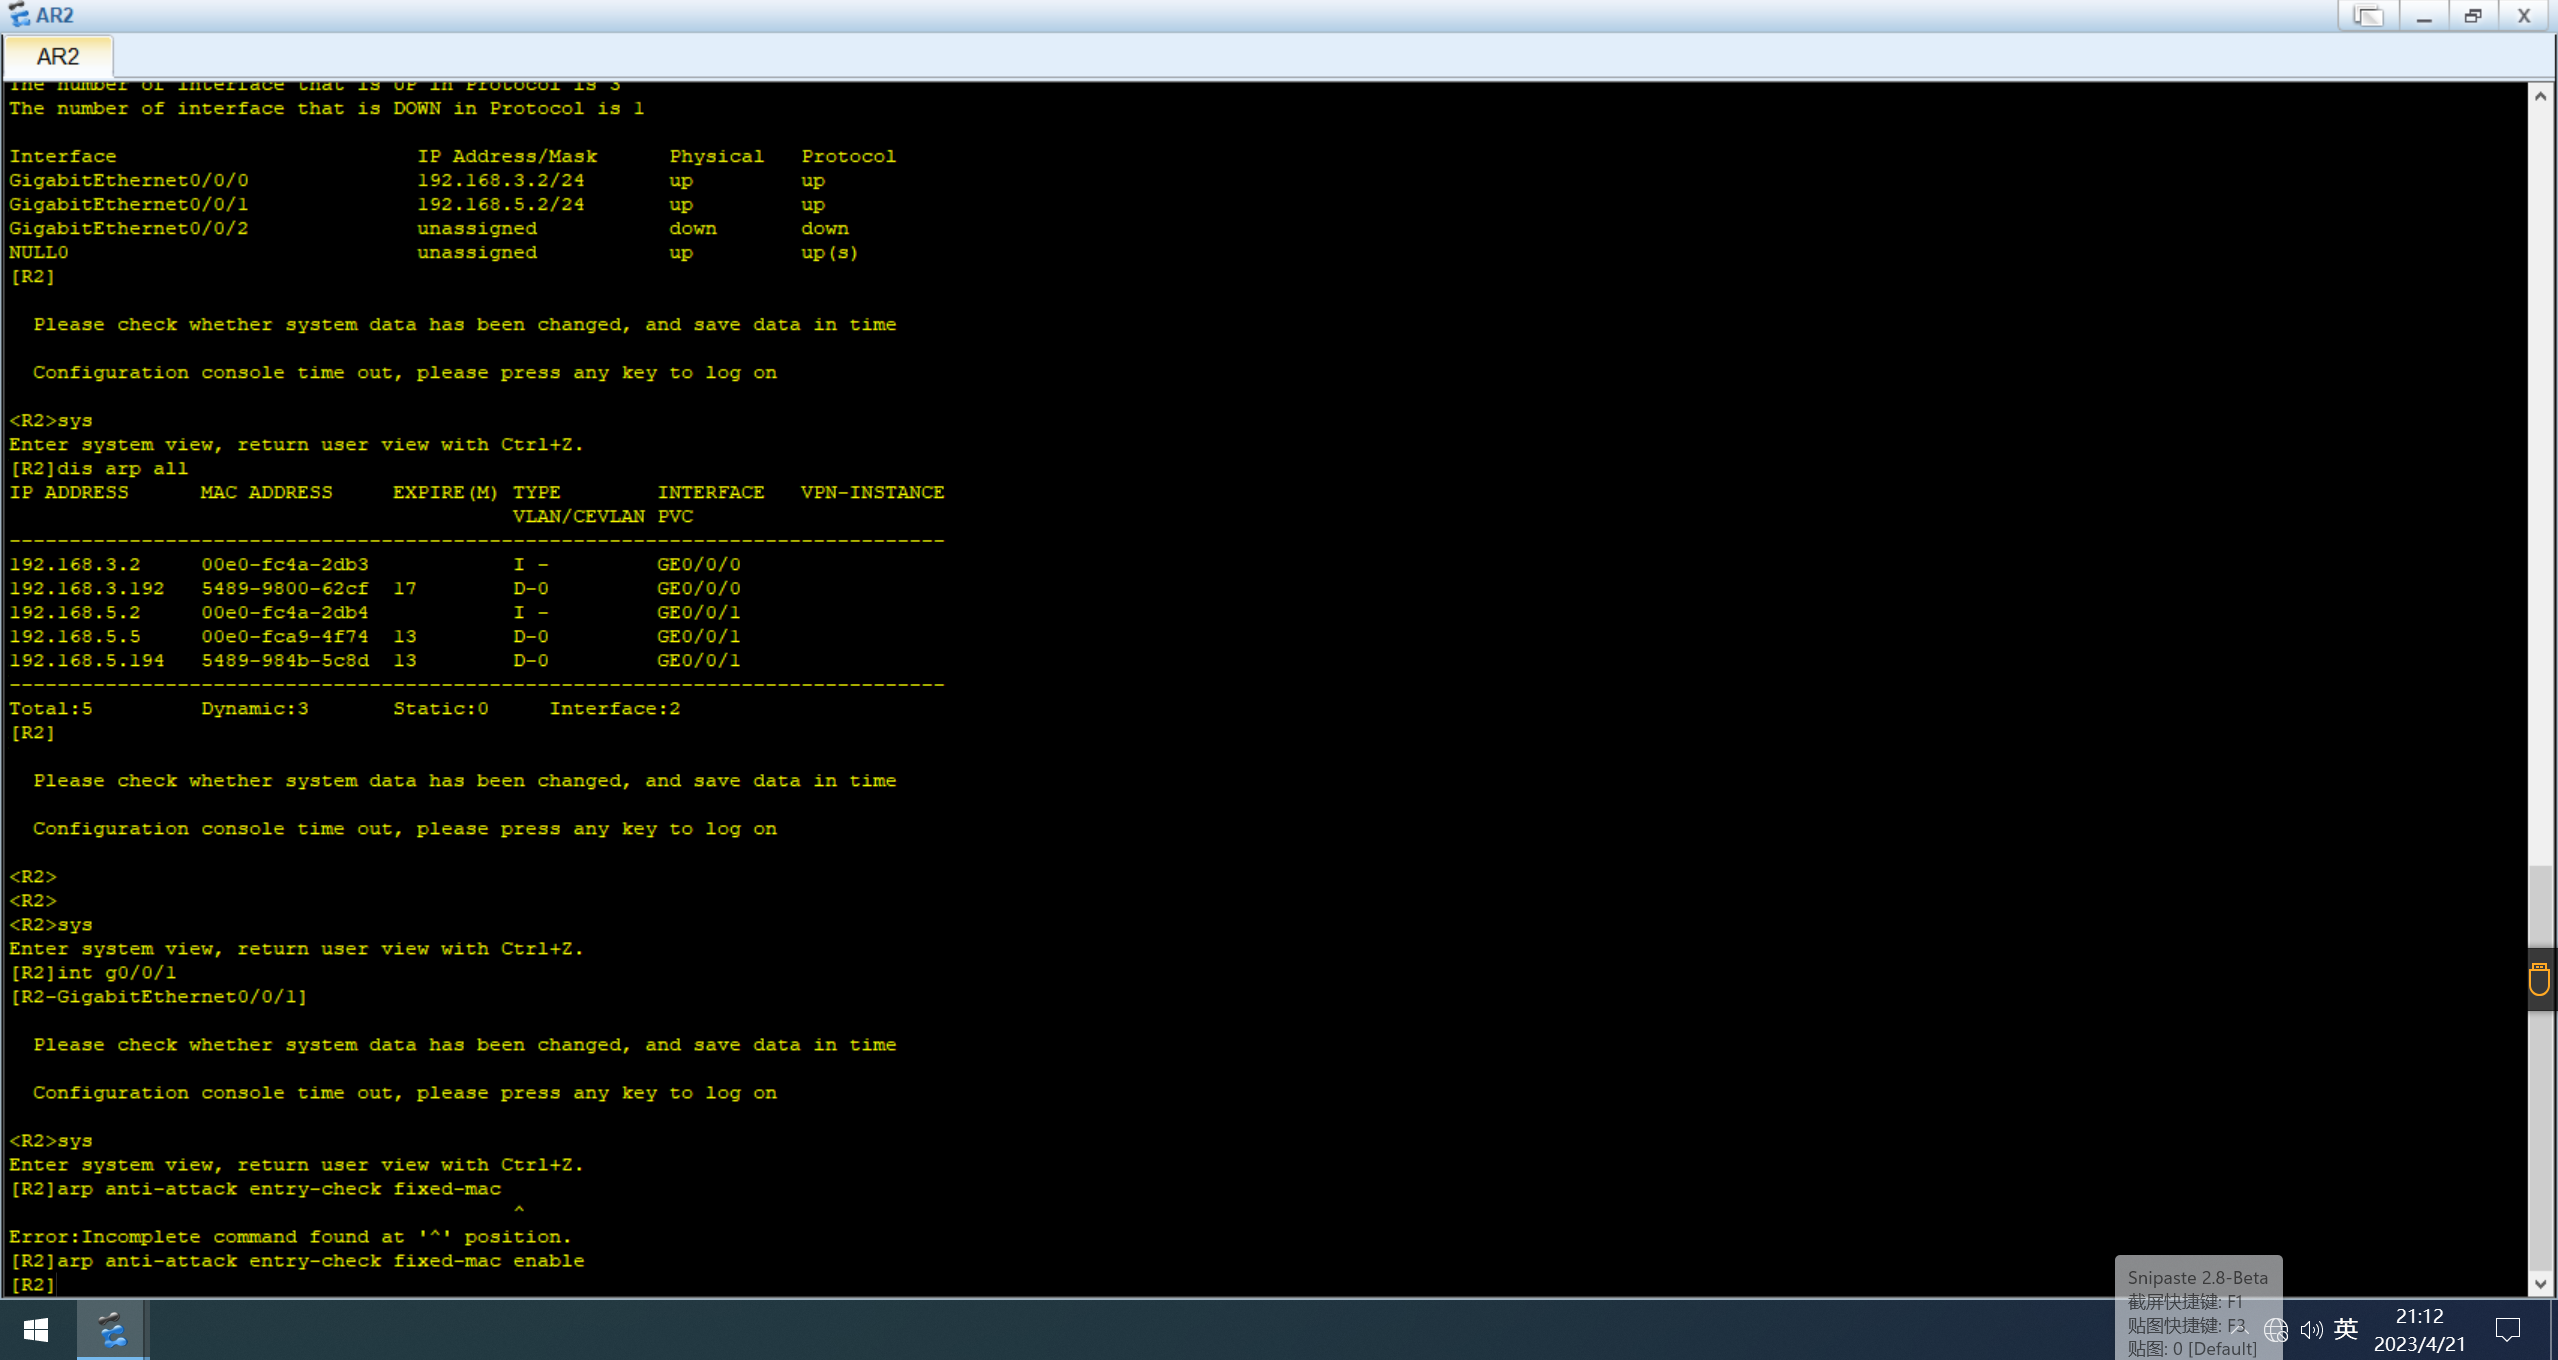 AR2
AR2
The number of interface that is UP in Protocol is 3
The number of interface that is DOWN in Protocol is 1
Interface                         IP Address/Mask      Physical   Protocol
GigabitEthernet0/0/0              192.168.3.2/24       up         up
GigabitEthernet0/0/1              192.168.5.2/24       up         up
GigabitEthernet0/0/2              unassigned           down       down
NULL0                             unassigned           up         up(s)
[R2]
  Please check whether system data has been changed, and save data in time
  Configuration console time out, please press any key to log on
<R2>sys
Enter system view, return user view with Ctrl+Z.
[R2]dis arp all
IP ADDRESS      MAC ADDRESS     EXPIRE(M) TYPE        INTERFACE   VPN-INSTANCE
                                          VLAN/CEVLAN PVC
------------------------------------------------------------------------------
192.168.3.2     00e0-fc4a-2db3            I -         GE0/0/0
192.168.3.192   5489-9800-62cf  17        D-0         GE0/0/0
192.168.5.2     00e0-fc4a-2db4            I -         GE0/0/1
192.168.5.5     00e0-fca9-4f74  13        D-0         GE0/0/1
192.168.5.194   5489-984b-5c8d  13        D-0         GE0/0/1
------------------------------------------------------------------------------
Total:5         Dynamic:3       Static:0     Interface:2
[R2]
  Please check whether system data has been changed, and save data in time
  Configuration console time out, please press any key to log on
<R2>
<R2>
<R2>sys
Enter system view, return user view with Ctrl+Z.
[R2]int g0/0/1
[R2-GigabitEthernet0/0/1]
  Please check whether system data has been changed, and save data in time
  Configuration console time out, please press any key to log on
<R2>sys
Enter system view, return user view with Ctrl+Z.
[R2]arp anti-attack entry-check fixed-mac
                                          ^
Error:Incomplete command found at '^' position.
[R2]arp anti-attack entry-check fixed-mac enable
[R2]
Snipaste 2.8-Beta
截屏快捷键: F1
贴图快捷键: F3
贴图: 0 [Default]
英
21:12
2023/4/21